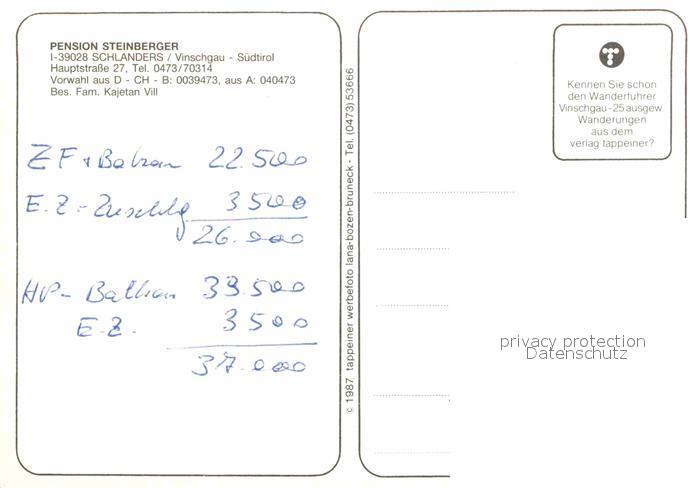 PENSION STEINBERGER
I-39028 SCHLANDERS / Vinschgau - Südtirol
Hauptstraße 27, Tel. 0473/70314
Vorwahl aus D - CH - B: 0039473, aus A: 040473
Bes. Fam. Kajetan Vill
ZF + Balkon 22.500
E.Z.-Zuschlg 3500
26.000
HP - Balkon 33.500
E.Z. 3500
37.000
© 1987 tappeiner werbefoto lana-bozen-bruneck - Tel. (0473) 53666
Kennen Sie schon
den Wanderführer
Vinschgau - 25 ausgew.
Wanderungen
aus dem
verlag tappeiner?
privacy protection
Datenschutz